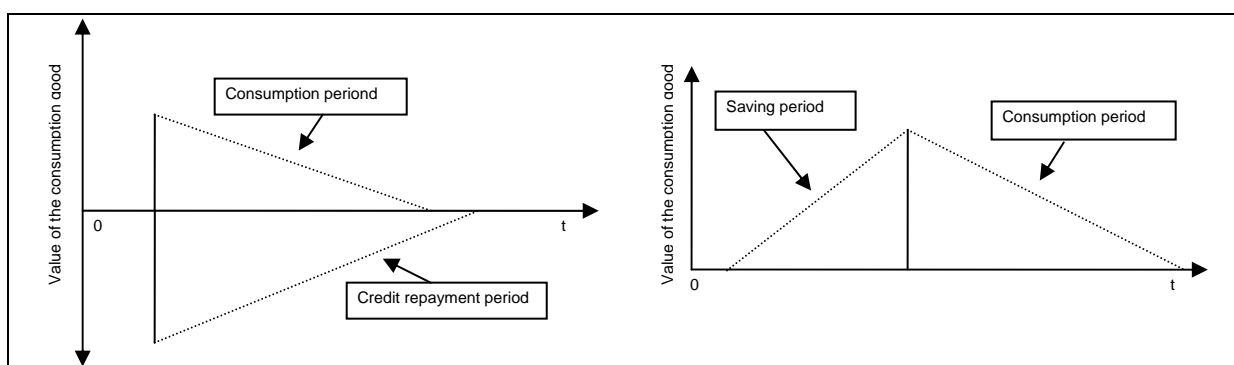 Value of the consumption good
Consumption periond
0
t
Credit repayment period
Value of the consumption good
Saving period
Consumption period
0
t